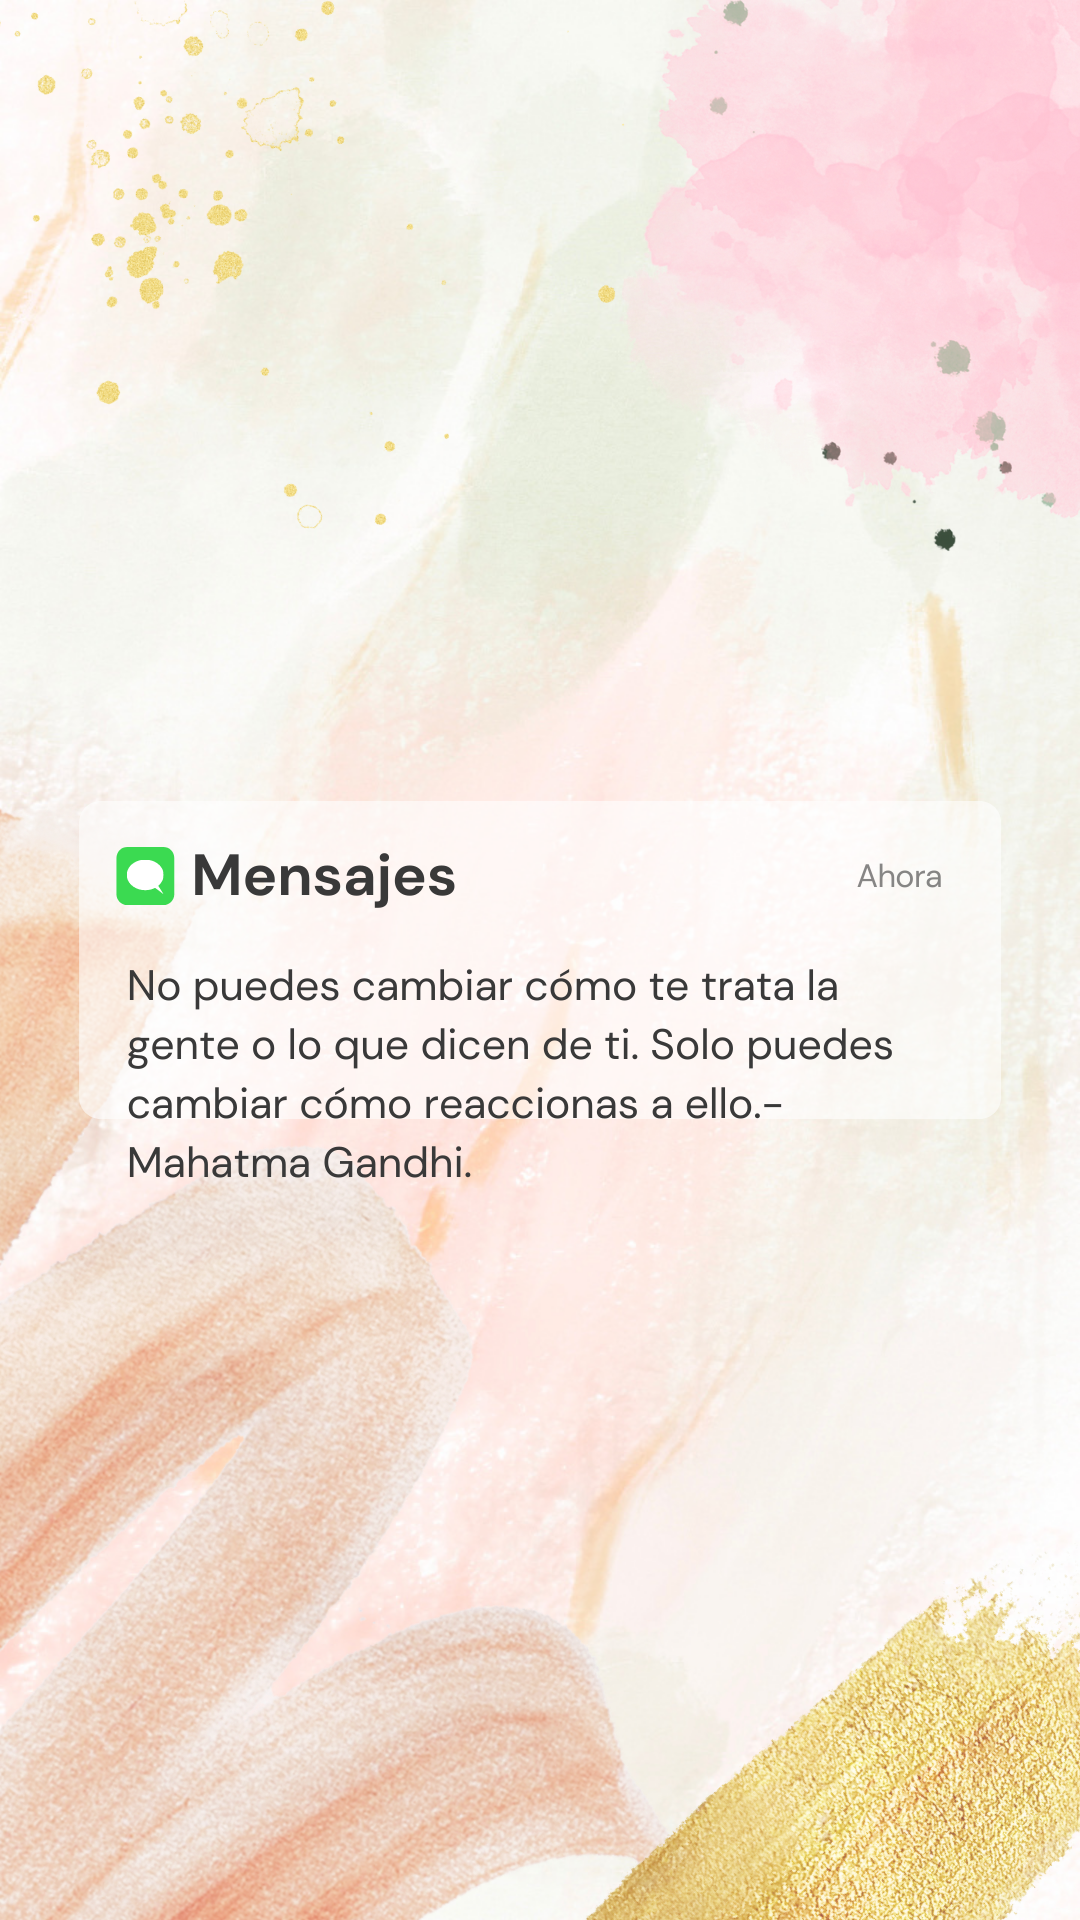 Mensajes
Ahora
No puedes cambiar cómo te trata la
gente o lo que dicen de ti. Solo puedes
cambiar cómo reaccionas a ello.-
Mahatma Gandhi.